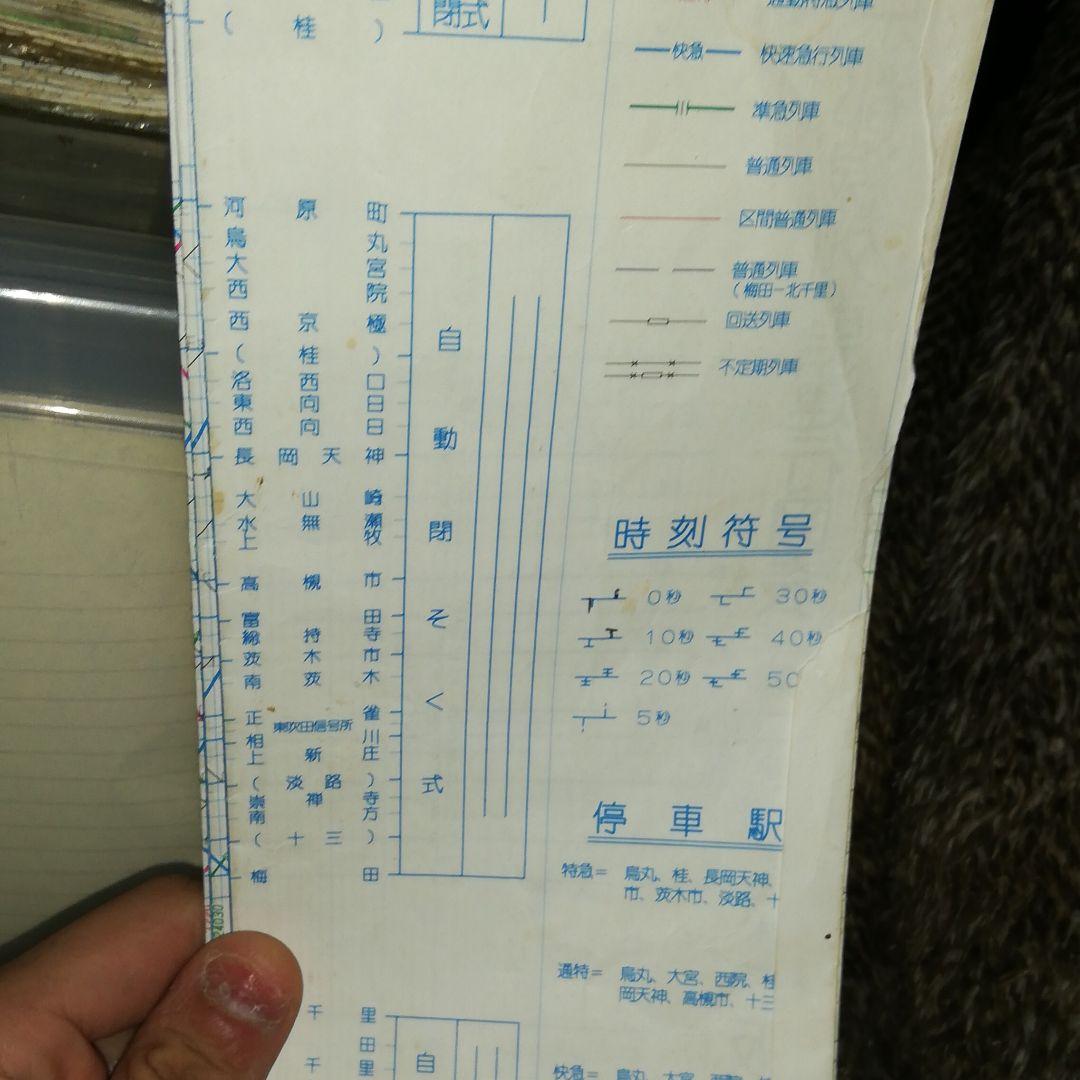 (桂)
閉式
河原町
烏丸
大宮
西院
西京極
(桂)
洛西口
東向日
西向日
長岡天神
大山崎
水無瀬
上牧
高槻市
富田
総持寺
茨木市
南茨木
正雀
東吹田信号所
相川
上新庄
(淡路)
崇禅寺
南方
(十三)
梅田
自動閉そく式
千里
田
千里
自
快急 快速急行列車
準急列車
普通列車
区間普通列車
普通列車
(梅田ー北千里)
回送列車
不定期列車
時刻符号
0秒 30秒
10秒 40秒
20秒 50
5秒
停車駅
特急= 烏丸、桂、長岡天神、
市、茨木市、淡路、十
通特= 烏丸、大宮、西院、桂
岡天神、高槻市、十三
快急= 烏丸、大宮、西院、
24030